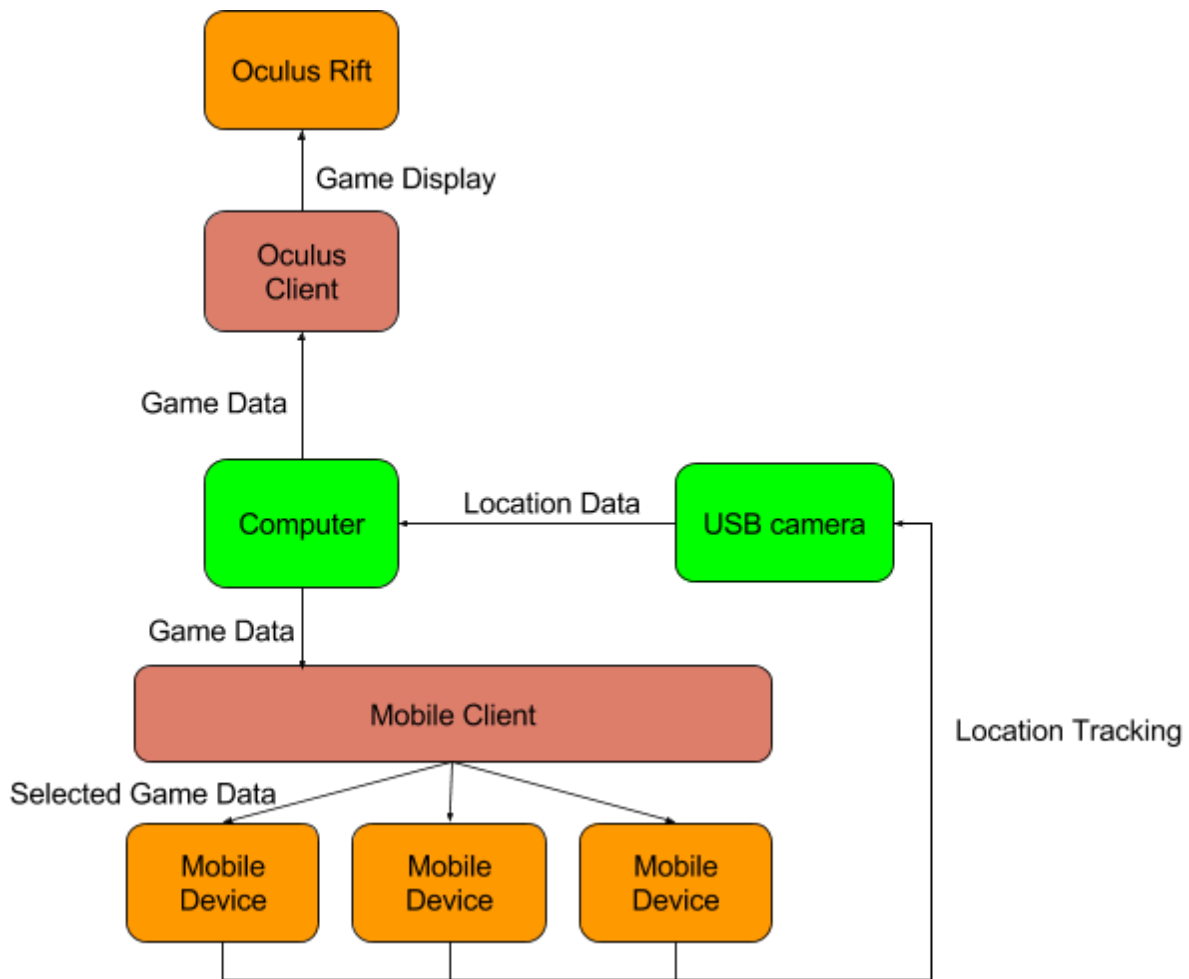 Oculus Rift
Game Display
Oculus
Client
Game Data
Computer
Location Data
USB camera
Game Data
Mobile Client
Location Tracking
Selected Game Data
Mobile
Device
Mobile
Device
Mobile
Device